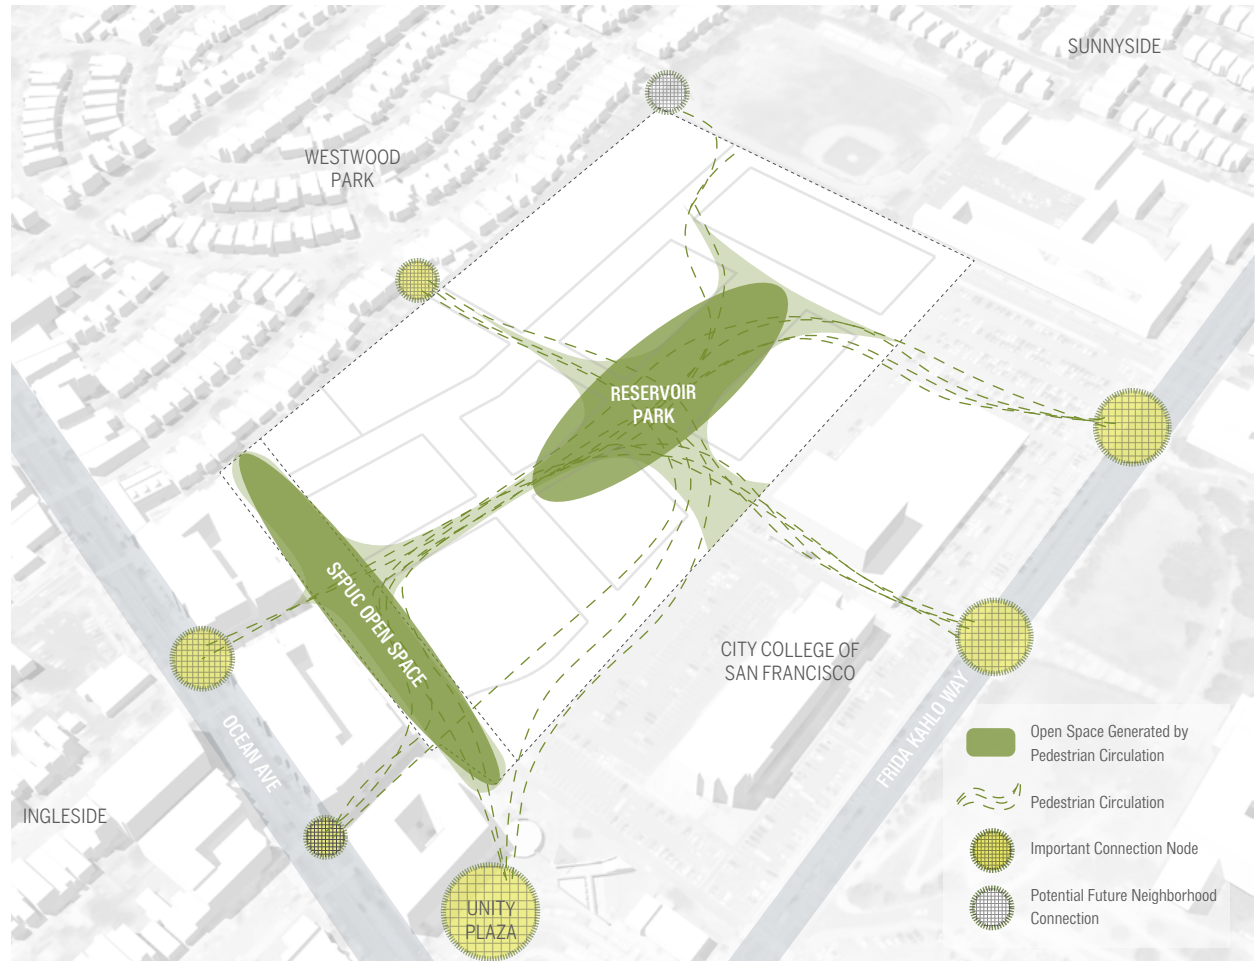 SUNNYSIDE
WESTWOOD
PARK
RESERVOIR
PARK
SFPUC OPEN SPACE
CITY COLLEGE OF
SAN FRANCISCO
OCEAN AVE
FRIDA KAHLO WAY
INGLESIDE
UNITY
PLAZA
Open Space Generated by
Pedestrian Circulation
Pedestrian Circulation
Important Connection Node
Potential Future Neighborhood
Connection